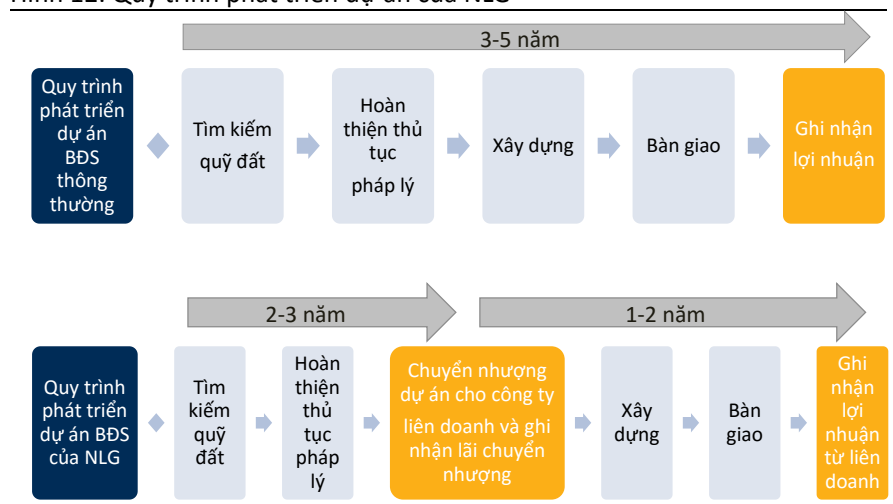 3-5 năm
Quy trình
phát triển
dự án
BĐS
thông
thường
Tìm kiếm
quỹ đất
Hoàn
thiện thủ
tục
pháp lý
Xây dựng
Bàn giao
Ghi nhận
lợi nhuận
2-3 năm
1-2 năm
Quy trình
phát triển
dự án BĐS
của NLG
Tìm
kiếm
quỹ
đất
Hoàn
thiện
thủ
tục
pháp
lý
Chuyển nhượng
dự án cho công ty
liên doanh và ghi
nhận lãi chuyển
nhượng
Xây
dựng
Bàn
giao
Ghi
nhận
lợi
nhuận
từ liên
doanh